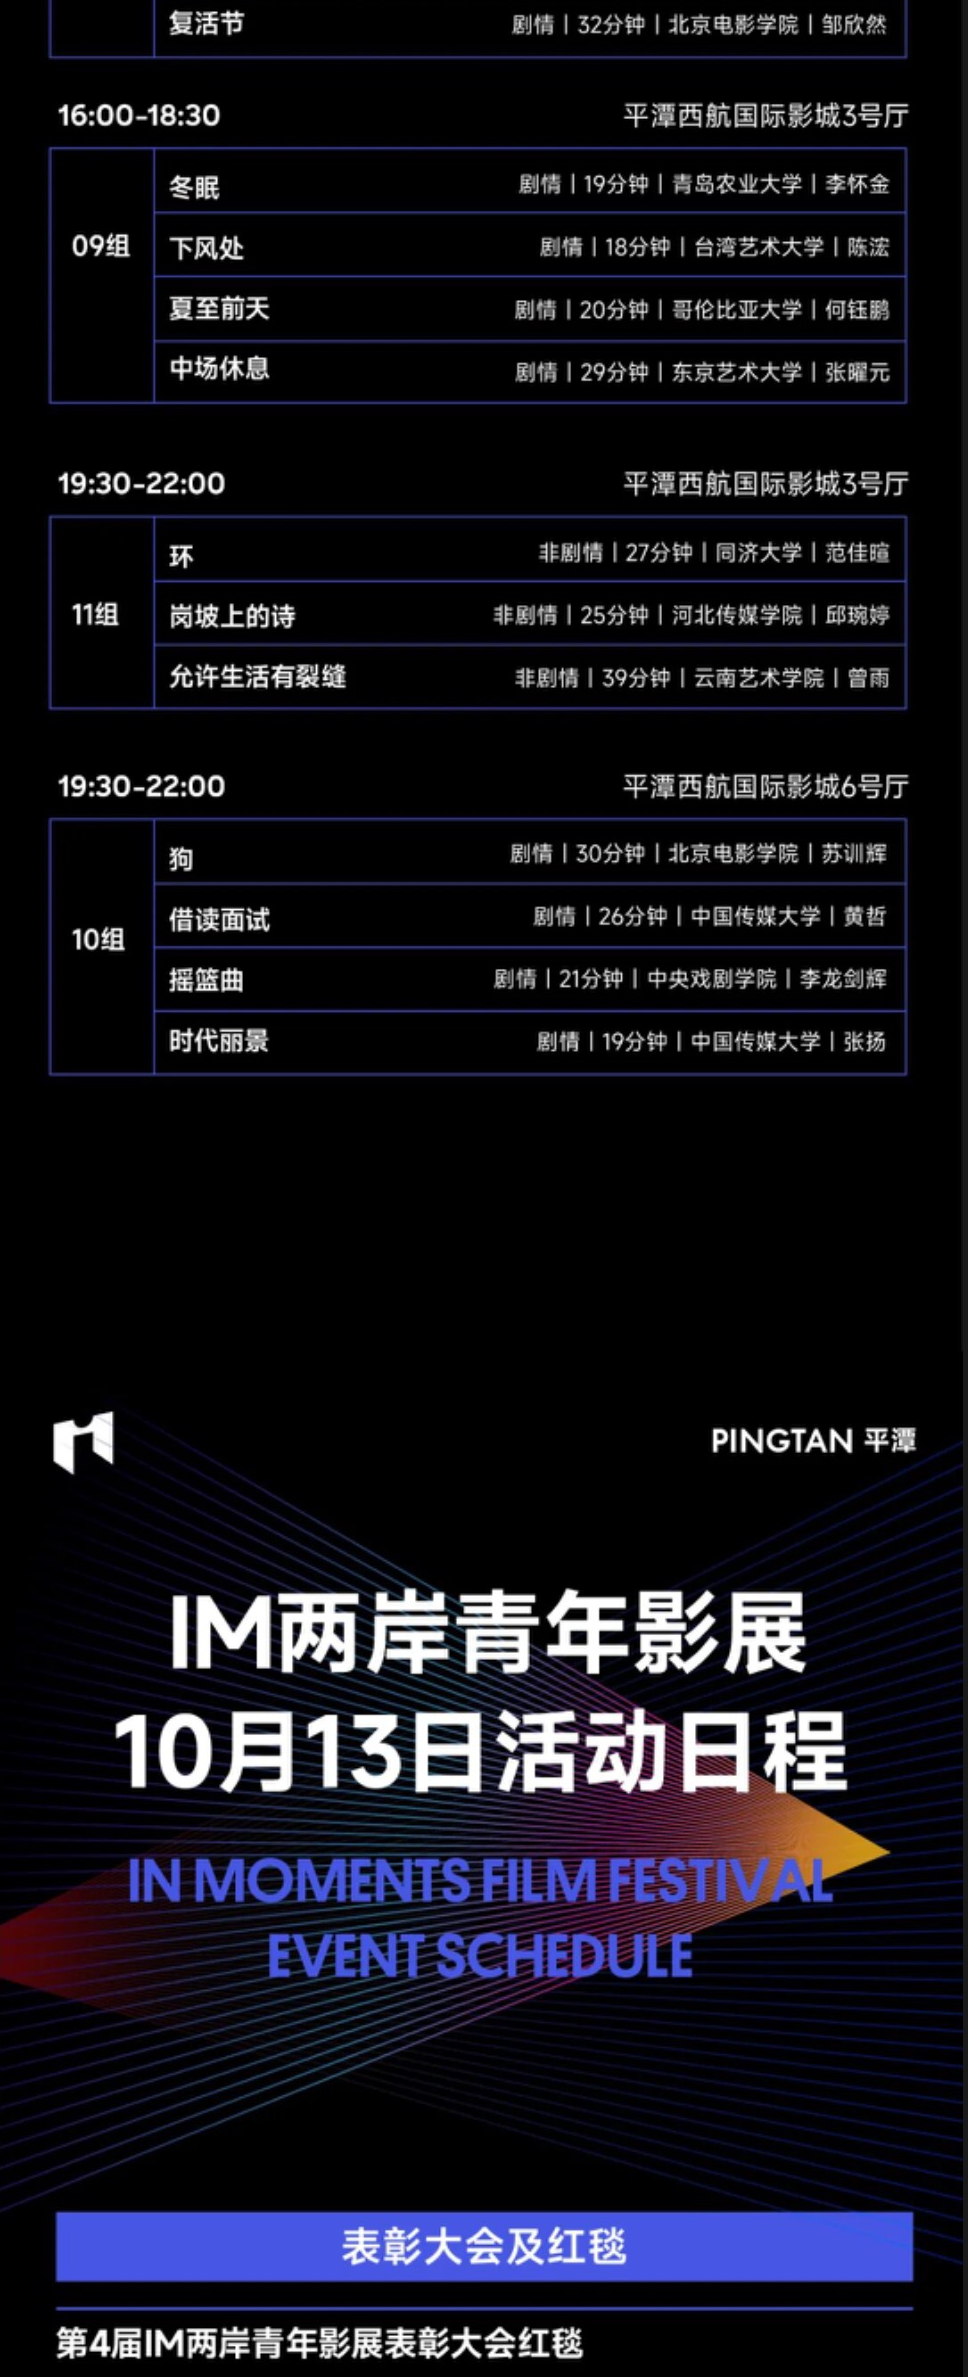 复活节 剧情 | 32分钟 | 北京电影学院 | 邹欣然
16:00-18:30 平潭西航国际影城3号厅
冬眠 剧情 | 19分钟 | 青岛农业大学 | 李怀金
09组 下风处 剧情 | 18分钟 | 台湾艺术大学 | 陈浤
夏至前天 剧情 | 20分钟 | 哥伦比亚大学 | 何钰鹏
中场休息 剧情 | 29分钟 | 东京艺术大学 | 张曜元
19:30-22:00 平潭西航国际影城3号厅
环 非剧情 | 27分钟 | 同济大学 | 范佳暄
11组 岗坡上的诗 非剧情 | 25分钟 | 河北传媒学院 | 邱琬婷
允许生活有裂缝 非剧情 | 39分钟 | 云南艺术学院 | 曾雨
19:30-22:00 平潭西航国际影城6号厅
狗 剧情 | 30分钟 | 北京电影学院 | 苏训辉
借读面试 剧情 | 26分钟 | 中国传媒大学 | 黄哲
10组
摇篮曲 剧情 | 21分钟 | 中央戏剧学院 | 李龙剑辉
时代丽景 剧情 | 19分钟 | 中国传媒大学 | 张扬
PINGTAN 平潭
IM两岸青年影展
10月13日活动日程
IN MOMENTS FILM FESTIVAL
EVENT SCHEDULE
表彰大会及红毯
第4届IM两岸青年影展表彰大会红毯